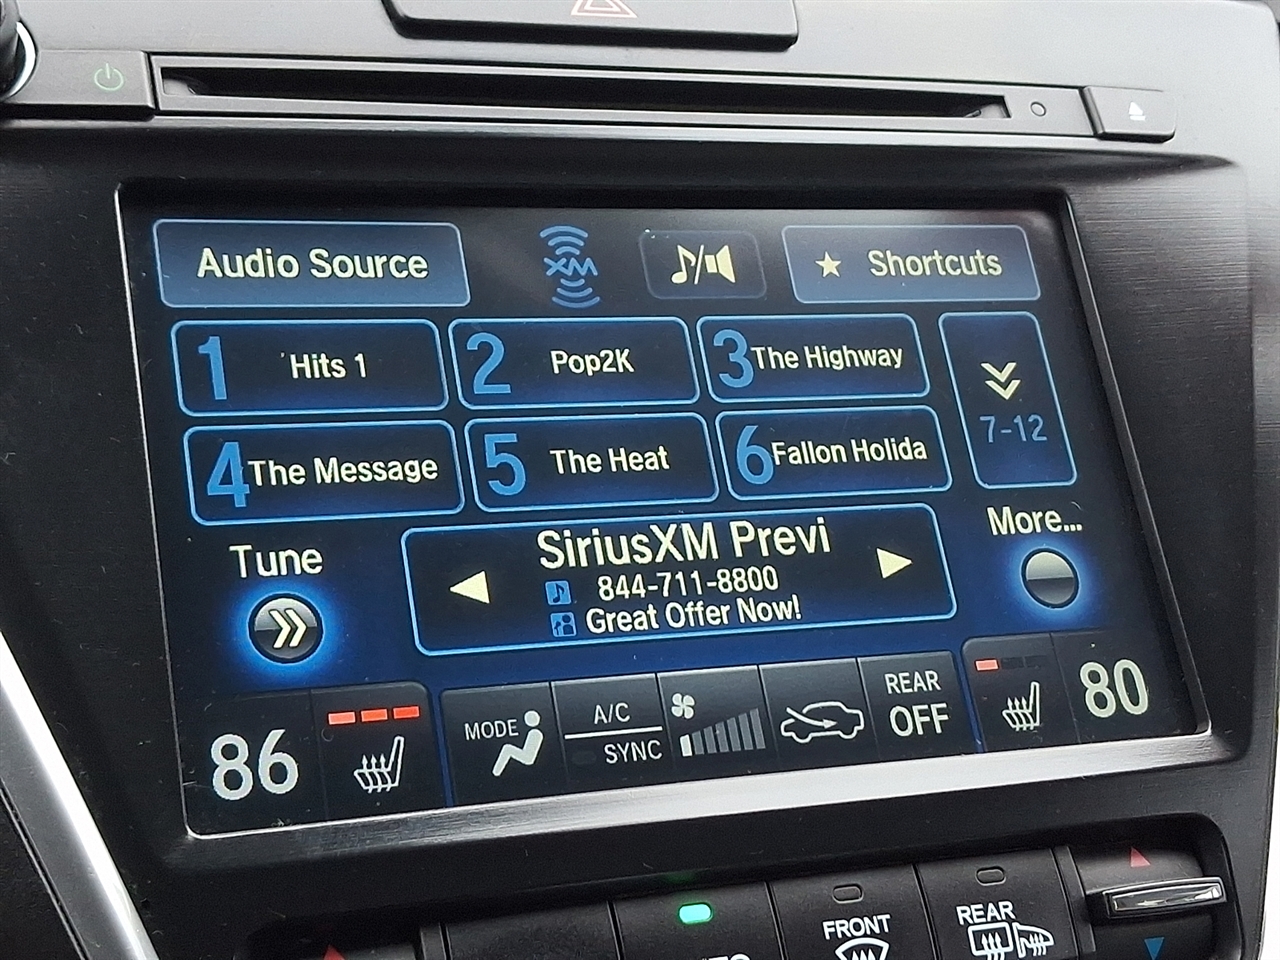 Audio Source
XM
Shortcuts
1 Hits 1
2 Pop2K
3 The Highway
7-12
4 The Message
5 The Heat
6 Fallon Holida
More...
Tune
SiriusXM Previ
844-711-8800
Great Offer Now!
86
MODE
A/C
SYNC
REAR
OFF
80
FRONT
REAR